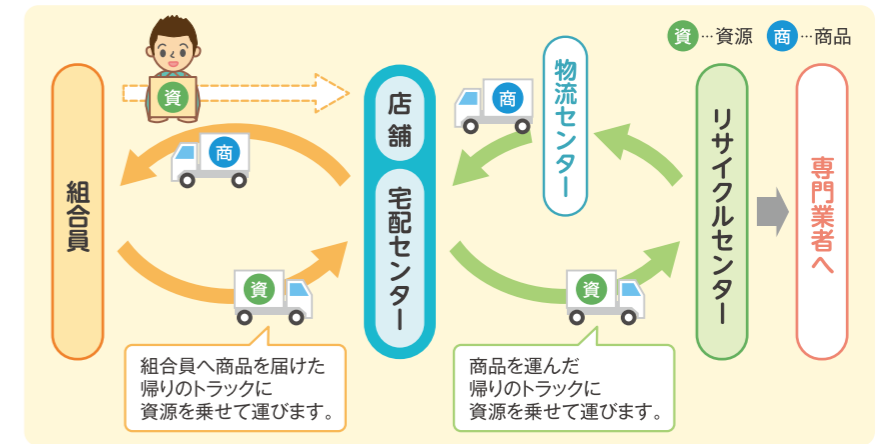 資…資源 商…商品
組合員
資
商
資
店舗
宅配センター
商
物流センター
資
リサイクルセンター
専門業者へ
組合員へ商品を届けた
帰りのトラックに
資源を乗せて運びます。
商品を運んだ
帰りのトラックに
資源を乗せて運びます。